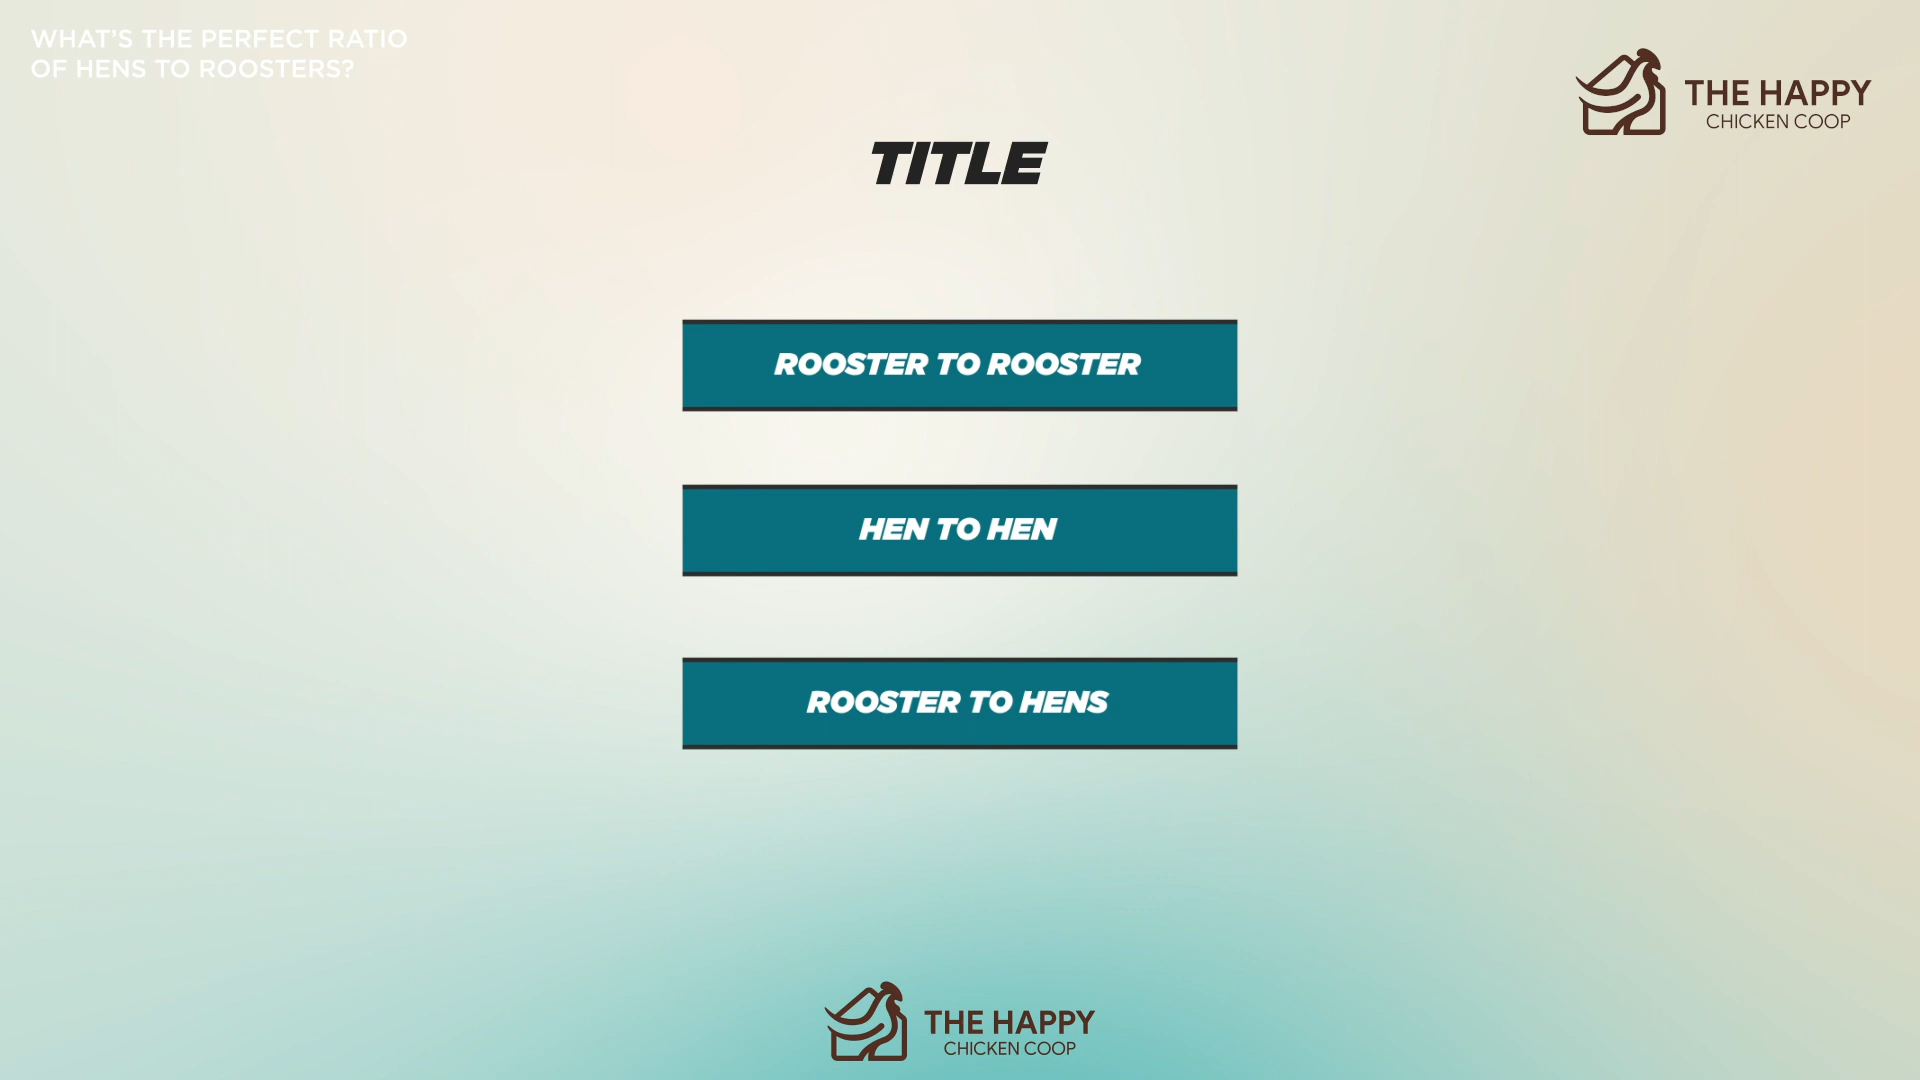 WHAT'S THE PERFECT RATIO
OF HENS TO ROOSTERS?
THE HAPPY
CHICKEN COOP
TITLE
ROOSTER TO ROOSTER
HEN TO HEN
ROOSTER TO HENS
THE HAPPY
CHICKEN COOP